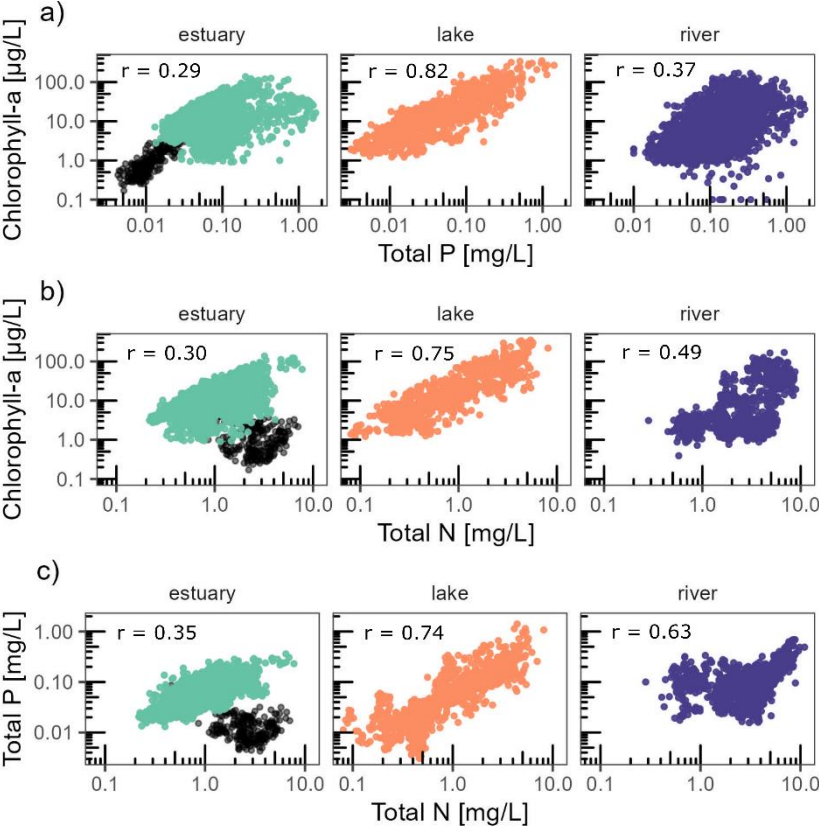 a)
estuary lake river
Chlorophyll-a [µg/L]
r = 0.29 r = 0.82 r = 0.37
100.0
10.0
1.0
0.1
0.01 0.10 1.00 0.01 0.10 1.00 0.01 0.10 1.00
Total P [mg/L]
b)
estuary lake river
Chlorophyll-a [µg/L]
r = 0.30 r = 0.75 r = 0.49
100.0
10.0
1.0
0.1
0.1 1.0 10.0 0.1 1.0 10.0 0.1 1.0 10.0
Total N [mg/L]
c)
estuary lake river
Total P [mg/L]
r = 0.35 r = 0.74 r = 0.63
1.00
0.10
0.01
0.1 1.0 10.0 0.1 1.0 10.0 0.1 1.0 10.0
Total N [mg/L]